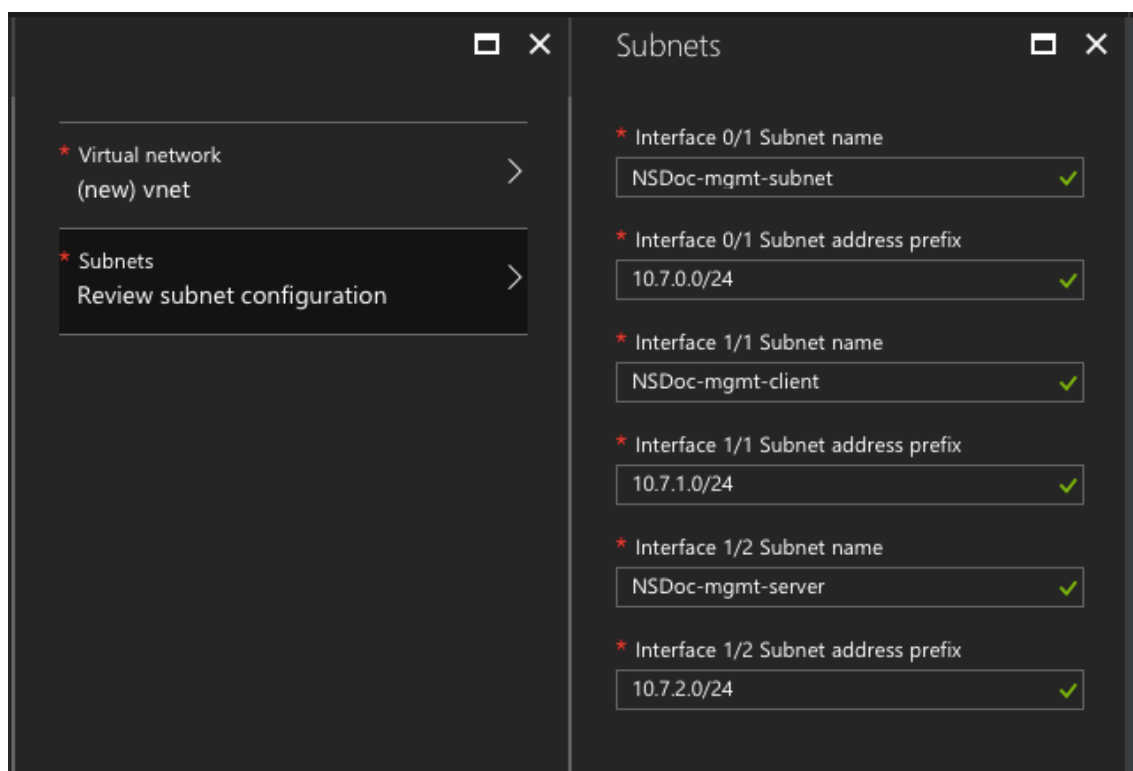 * Virtual network
(new) vnet
* Subnets
Review subnet configuration
Subnets
* Interface 0/1 Subnet name
NSDoc-mgmt-subnet
* Interface 0/1 Subnet address prefix
10.7.0.0/24
* Interface 1/1 Subnet name
NSDoc-mgmt-client
* Interface 1/1 Subnet address prefix
10.7.1.0/24
* Interface 1/2 Subnet name
NSDoc-mgmt-server
* Interface 1/2 Subnet address prefix
10.7.2.0/24